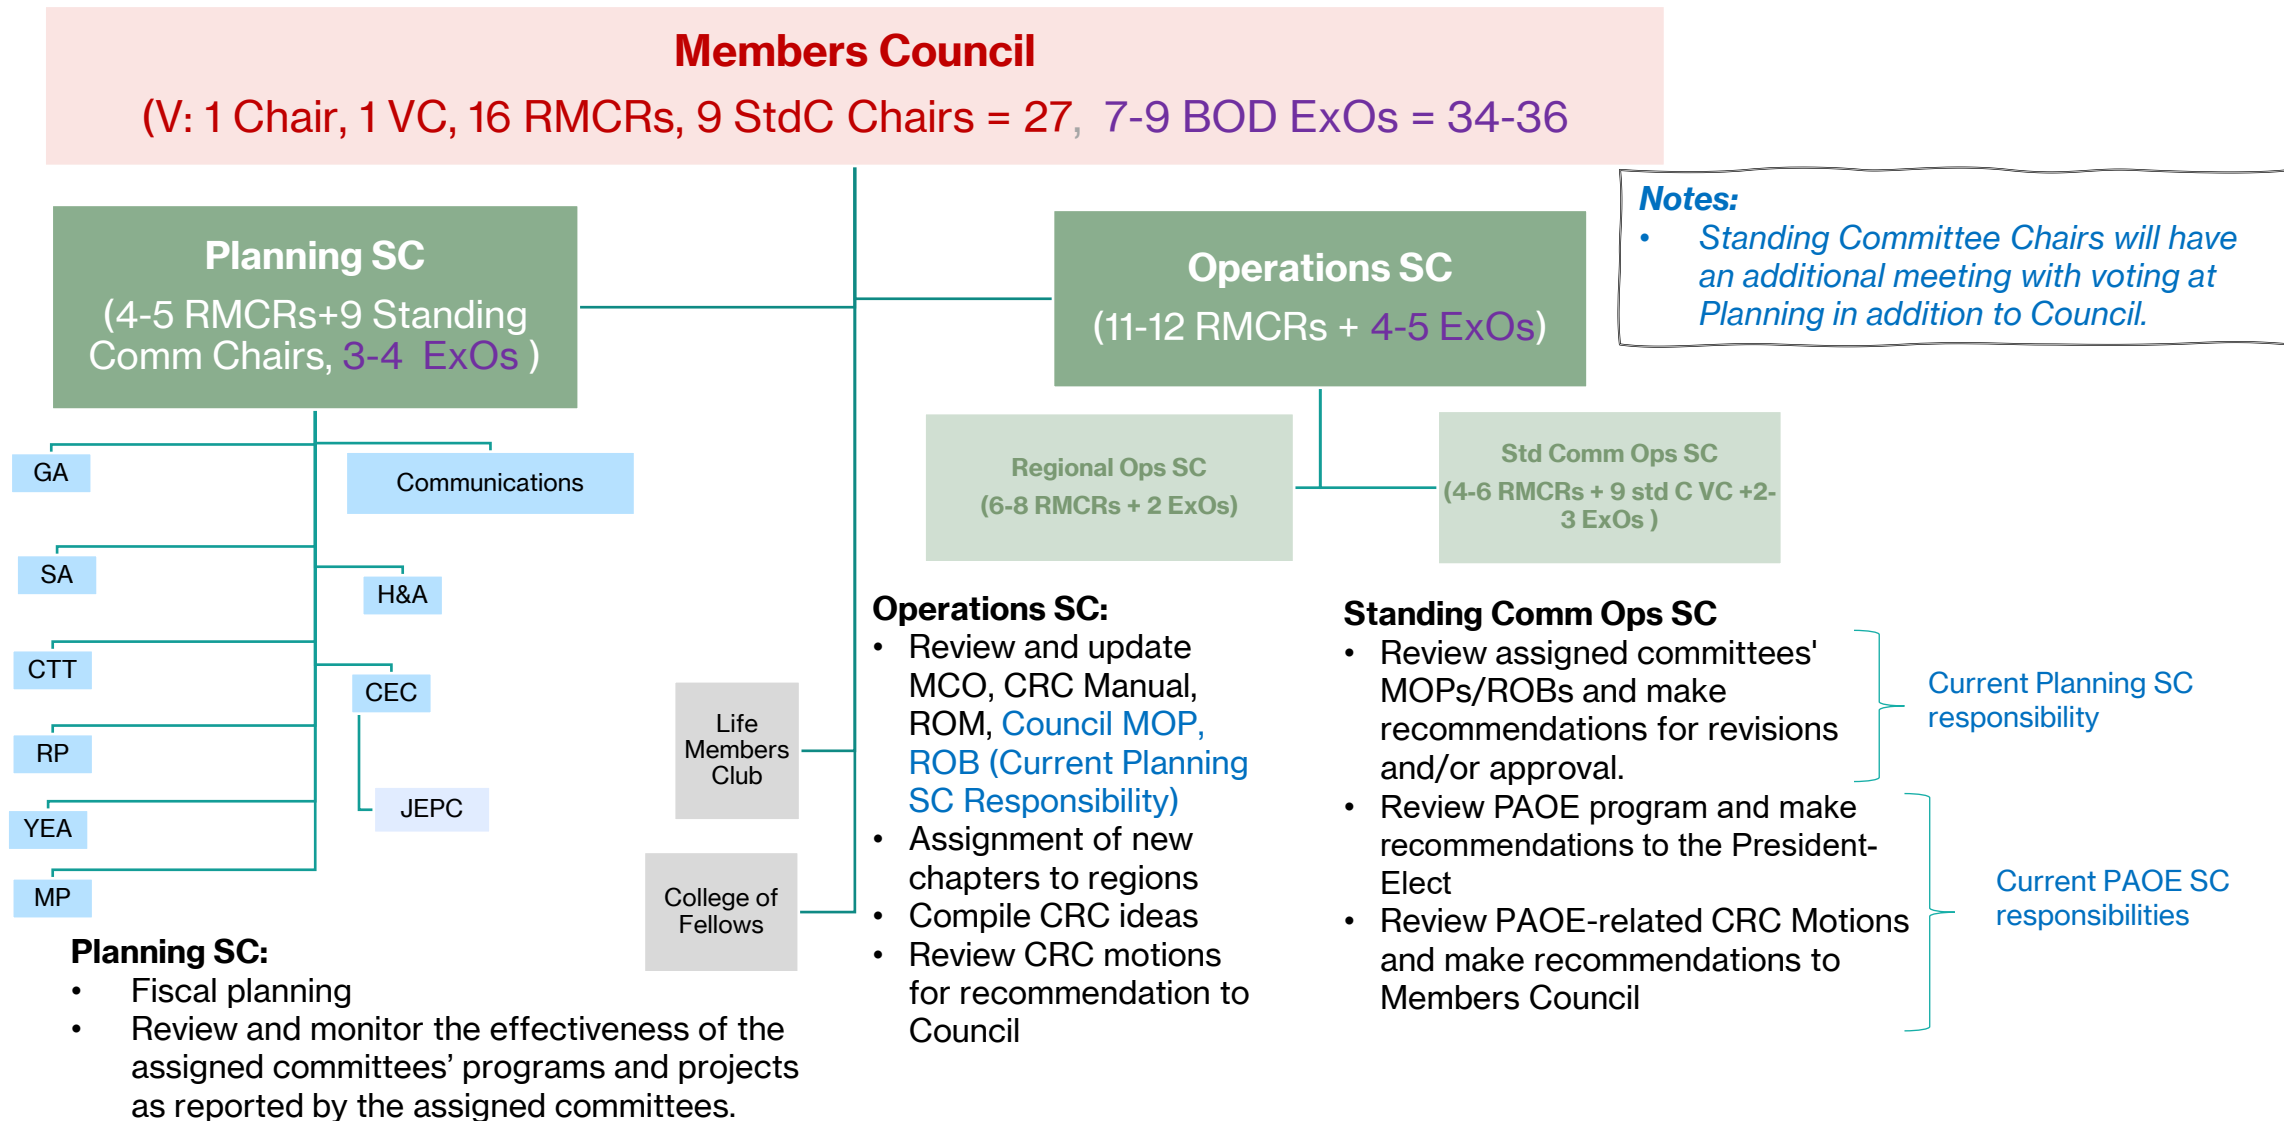 Members Council
(V: 1 Chair, 1 VC, 16 RMCRs, 9 StdC Chairs = 27, 7-9 BOD ExOs = 34-36
Notes:
• Standing Committee Chairs will have
an additional meeting with voting at
Planning in addition to Council.
Planning SC
(4-5 RMCRs+9 Standing
Comm Chairs, 3-4 ExOs )
Operations SC
(11-12 RMCRs + 4-5 ExOs)
Regional Ops SC
(6-8 RMCRs + 2 ExOs)
Std Comm Ops SC
(4-6 RMCRs + 9 std C VC +2-
3 ExOs )
GA
Communications
SA
H&A
CTT
CEC
RP
JEPC
YEA
MP
Life
Members
Club
College of
Fellows
Planning SC:
• Fiscal planning
• Review and monitor the effectiveness of the
assigned committees’ programs and projects
as reported by the assigned committees.
Operations SC:
• Review and update
MCO, CRC Manual,
ROM, Council MOP,
ROB (Current Planning
SC Responsibility)
• Assignment of new
chapters to regions
• Compile CRC ideas
• Review CRC motions
for recommendation to
Council
Standing Comm Ops SC
• Review assigned committees'
MOPs/ROBs and make
recommendations for revisions
and/or approval.
• Review PAOE program and make
recommendations to the President-
Elect
• Review PAOE-related CRC Motions
and make recommendations to
Members Council
Current Planning SC
responsibility
Current PAOE SC
responsibilities